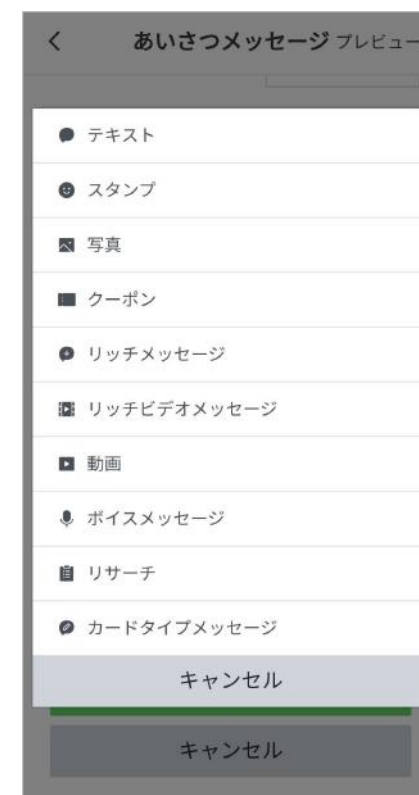 あいさつメッセージ プレビュー
テキスト
スタンプ
写真
クーポン
リッチメッセージ
リッチビデオメッセージ
動画
ボイスメッセージ
リサーチ
カードタイプメッセージ
キャンセル
キャンセル